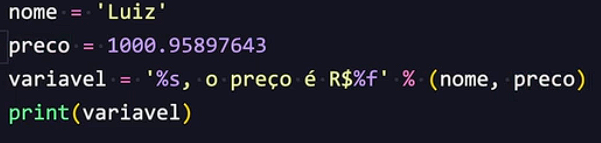 nome = 'Luiz'
preco = 1000.95897643
variavel = '%s, o preço é R$%f' % (nome, preco)
print(variavel)